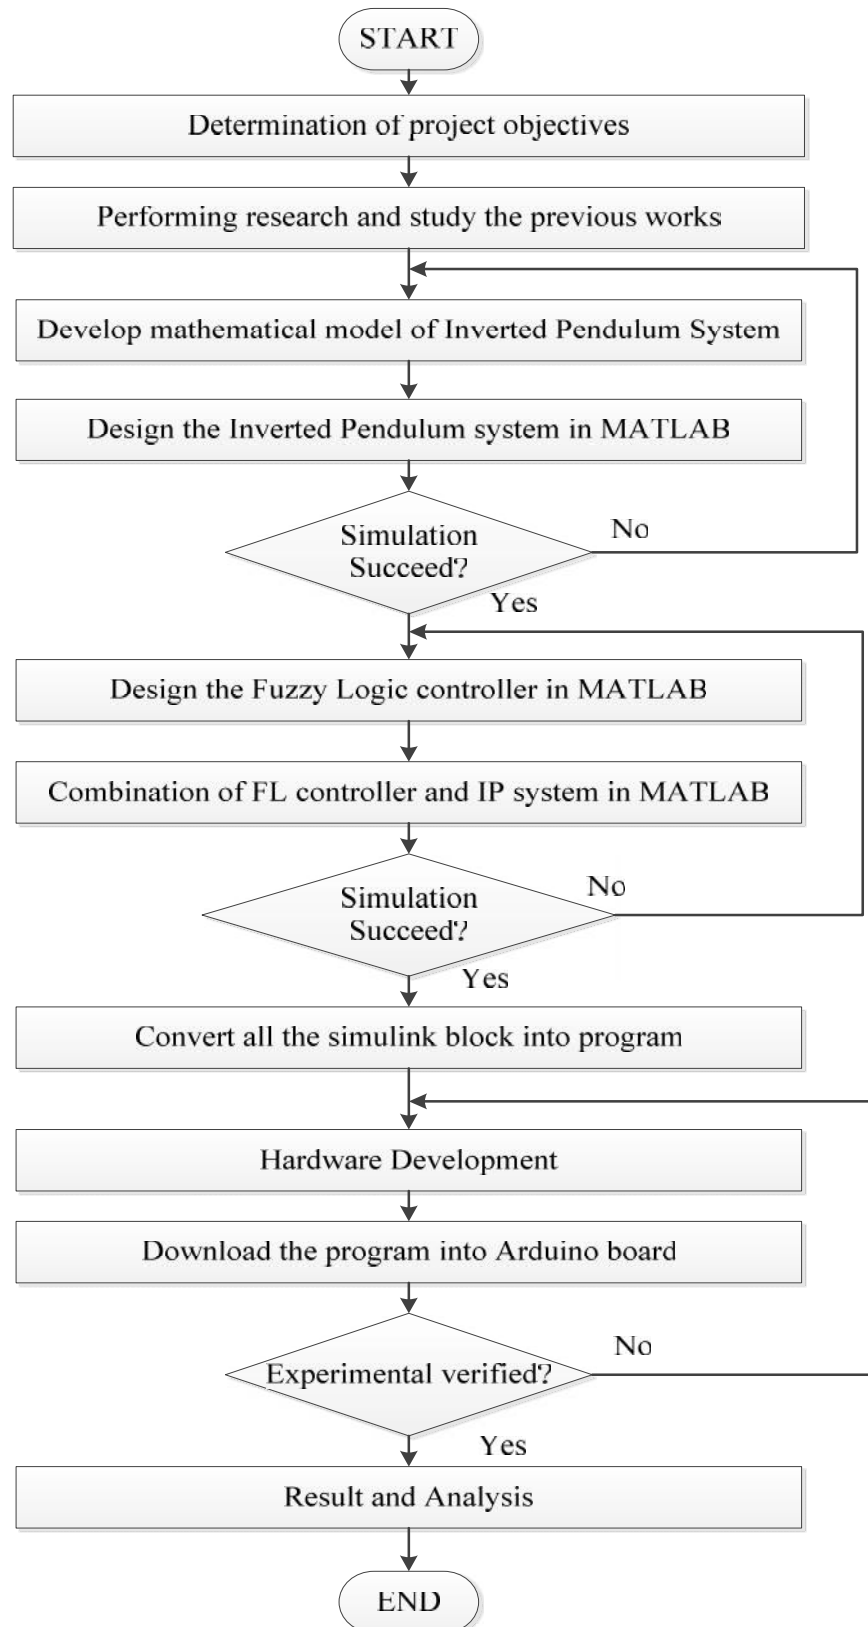 START
Determination of project objectives
Performing research and study the previous works
Develop mathematical model of Inverted Pendulum System
Design the Inverted Pendulum system in MATLAB
Simulation
Succeed?
No
Yes
Design the Fuzzy Logic controller in MATLAB
Combination of FL controller and IP system in MATLAB
Simulation
Succeed?
No
Yes
Convert all the simulink block into program
Hardware Development
Download the program into Arduino board
Experimental verified?
No
Yes
Result and Analysis
END